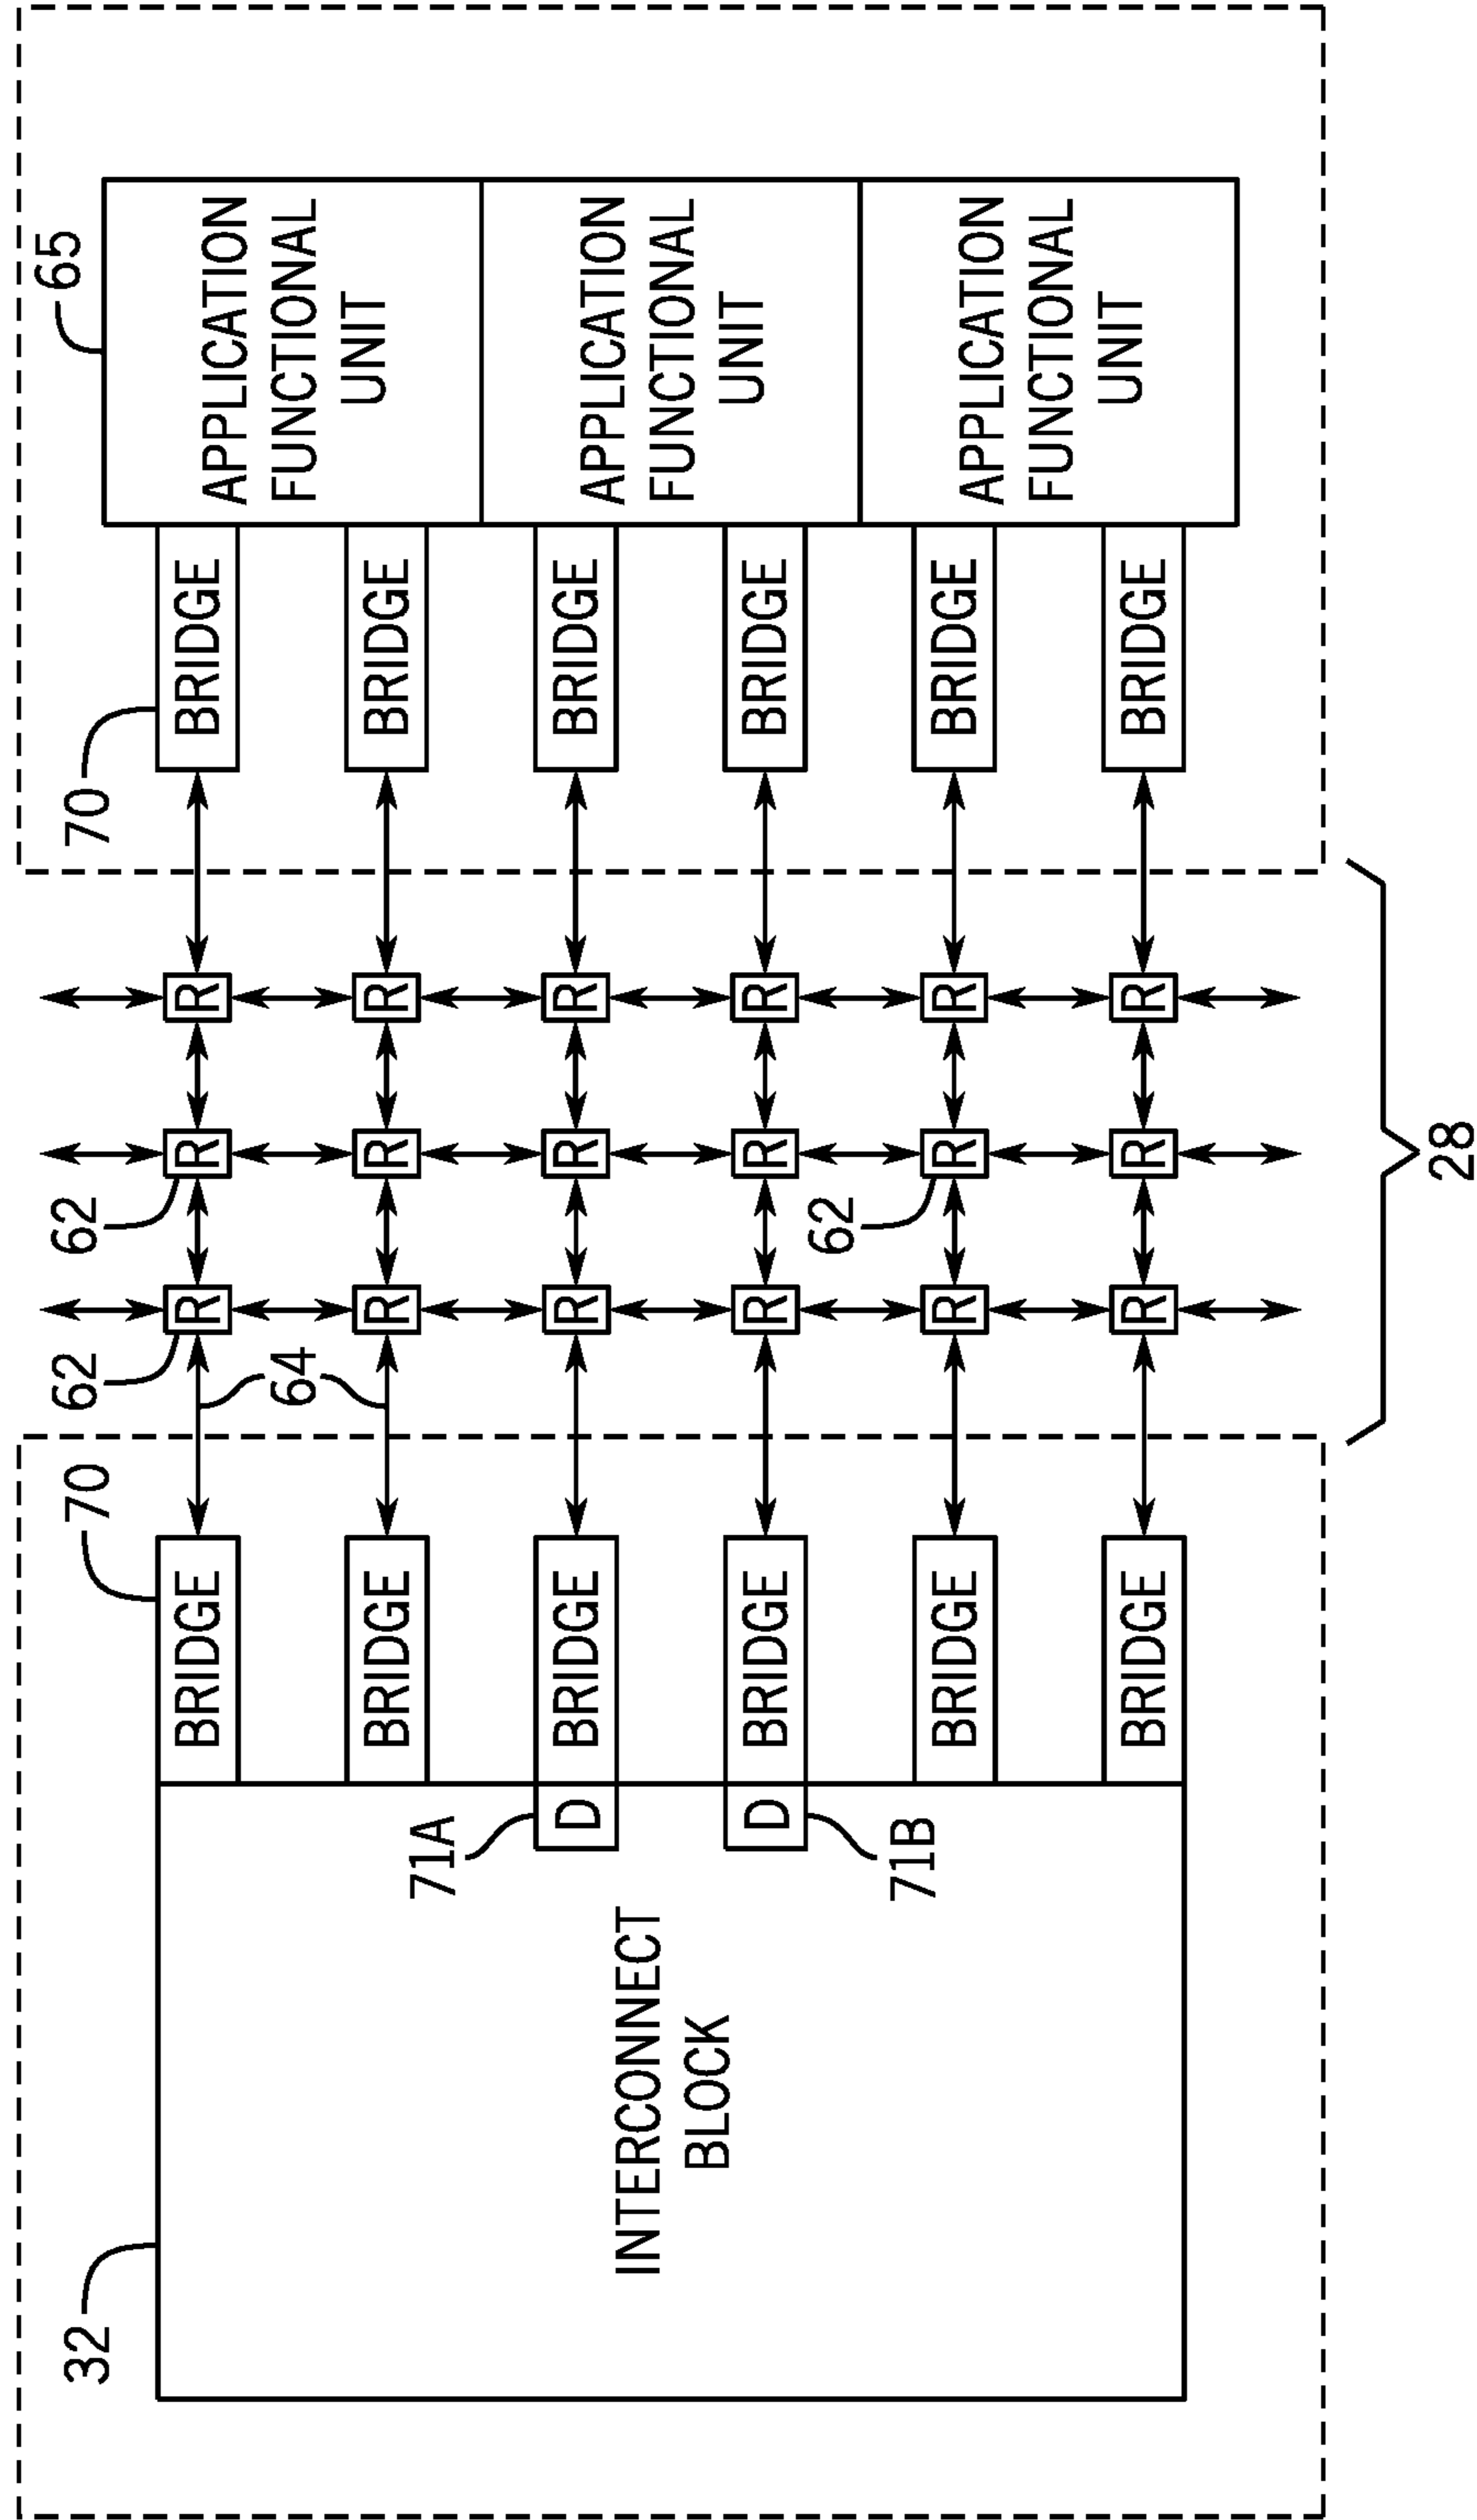 65
32
70
62
62
70
BRIDGE
R
R
R
BRIDGE
APPLICATION
FUNCTIONAL
UNIT
64
BRIDGE
R
R
R
BRIDGE
71A
D
BRIDGE
R
R
R
BRIDGE
APPLICATION
FUNCTIONAL
UNIT
INTERCONNECT
BLOCK
D
BRIDGE
R
R
R
BRIDGE
62
71B
BRIDGE
R
R
R
BRIDGE
APPLICATION
FUNCTIONAL
UNIT
BRIDGE
R
R
R
BRIDGE
28